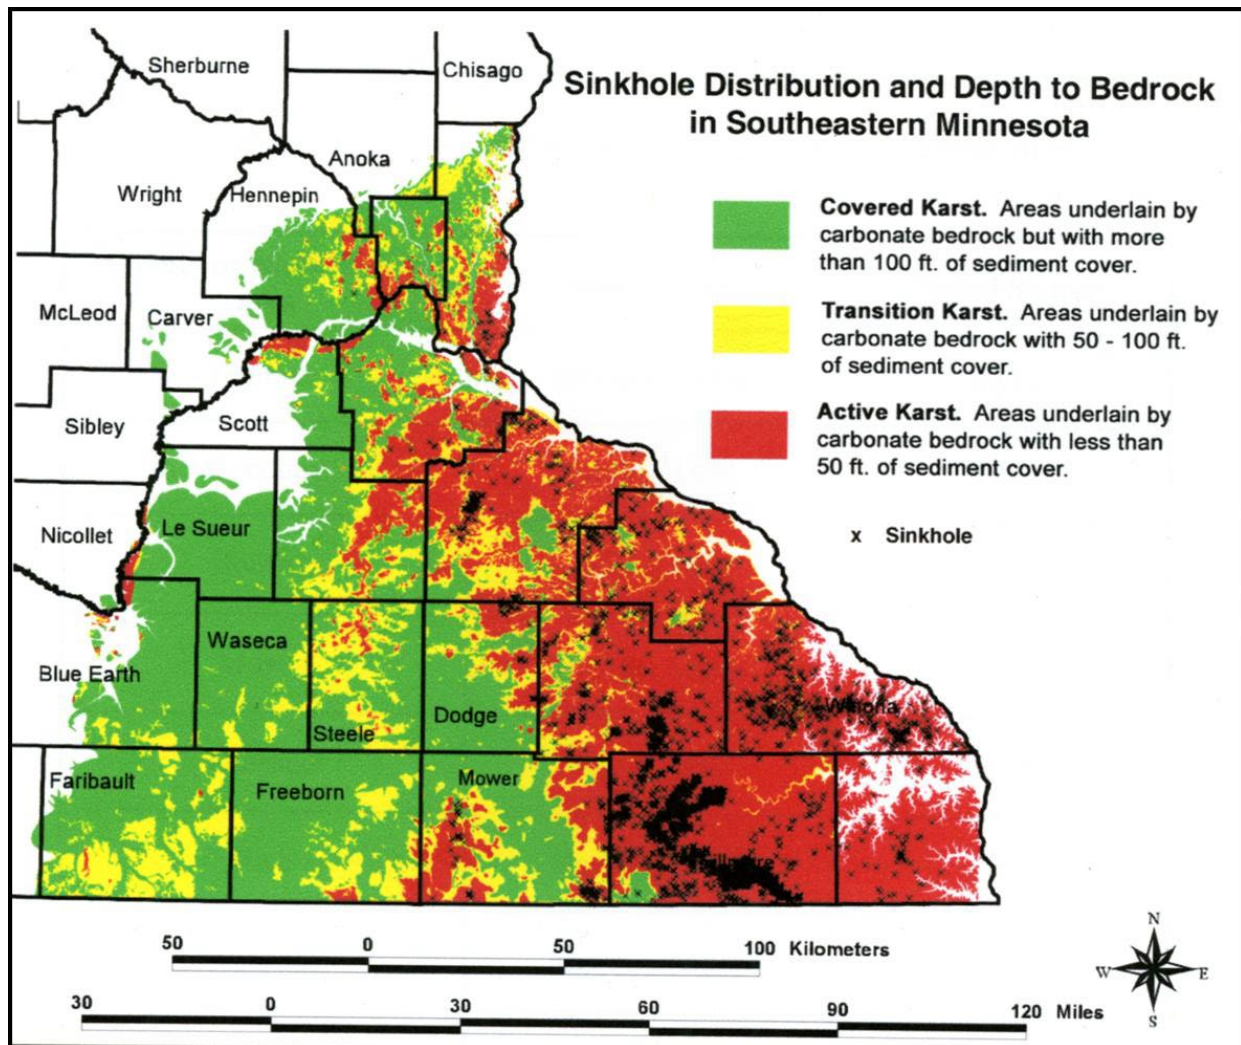 Sherburne
Chisago
Sinkhole Distribution and Depth to Bedrock
in Southeastern Minnesota
Anoka
Wright
Hennepin
Covered Karst. Areas underlain by
carbonate bedrock but with more
than 100 ft. of sediment cover.
McLeod
Carver
Transition Karst. Areas underlain by
carbonate bedrock with 50 - 100 ft.
of sediment cover.
Sibley
Scott
Active Karst. Areas underlain by
carbonate bedrock with less than
50 ft. of sediment cover.
Nicollet
Le Sueur
x Sinkhole
Waseca
Blue Earth
Steele
Dodge
Winona
Faribault
Freeborn
Mower
50 0 50 100 Kilometers
30 0 30 60 90 120 Miles
N
W E
S